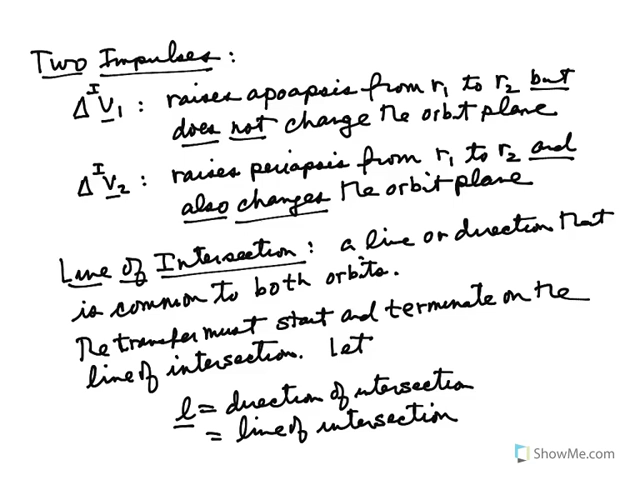 Two Impulses :
Δ ᴵV₁ : raises apoapsis from r₁ to r₂ but
does not change the orbit plane
Δ ᴵV₂ : raises periapsis from r₁ to r₂ and
also changes the orbit plane
Line of Intersection : a line or direction that
is common to both orbits.
The transfer must start and terminate on the
line of intersection. Let
l = direction of intersection
= line of intersection
ShowMe.com